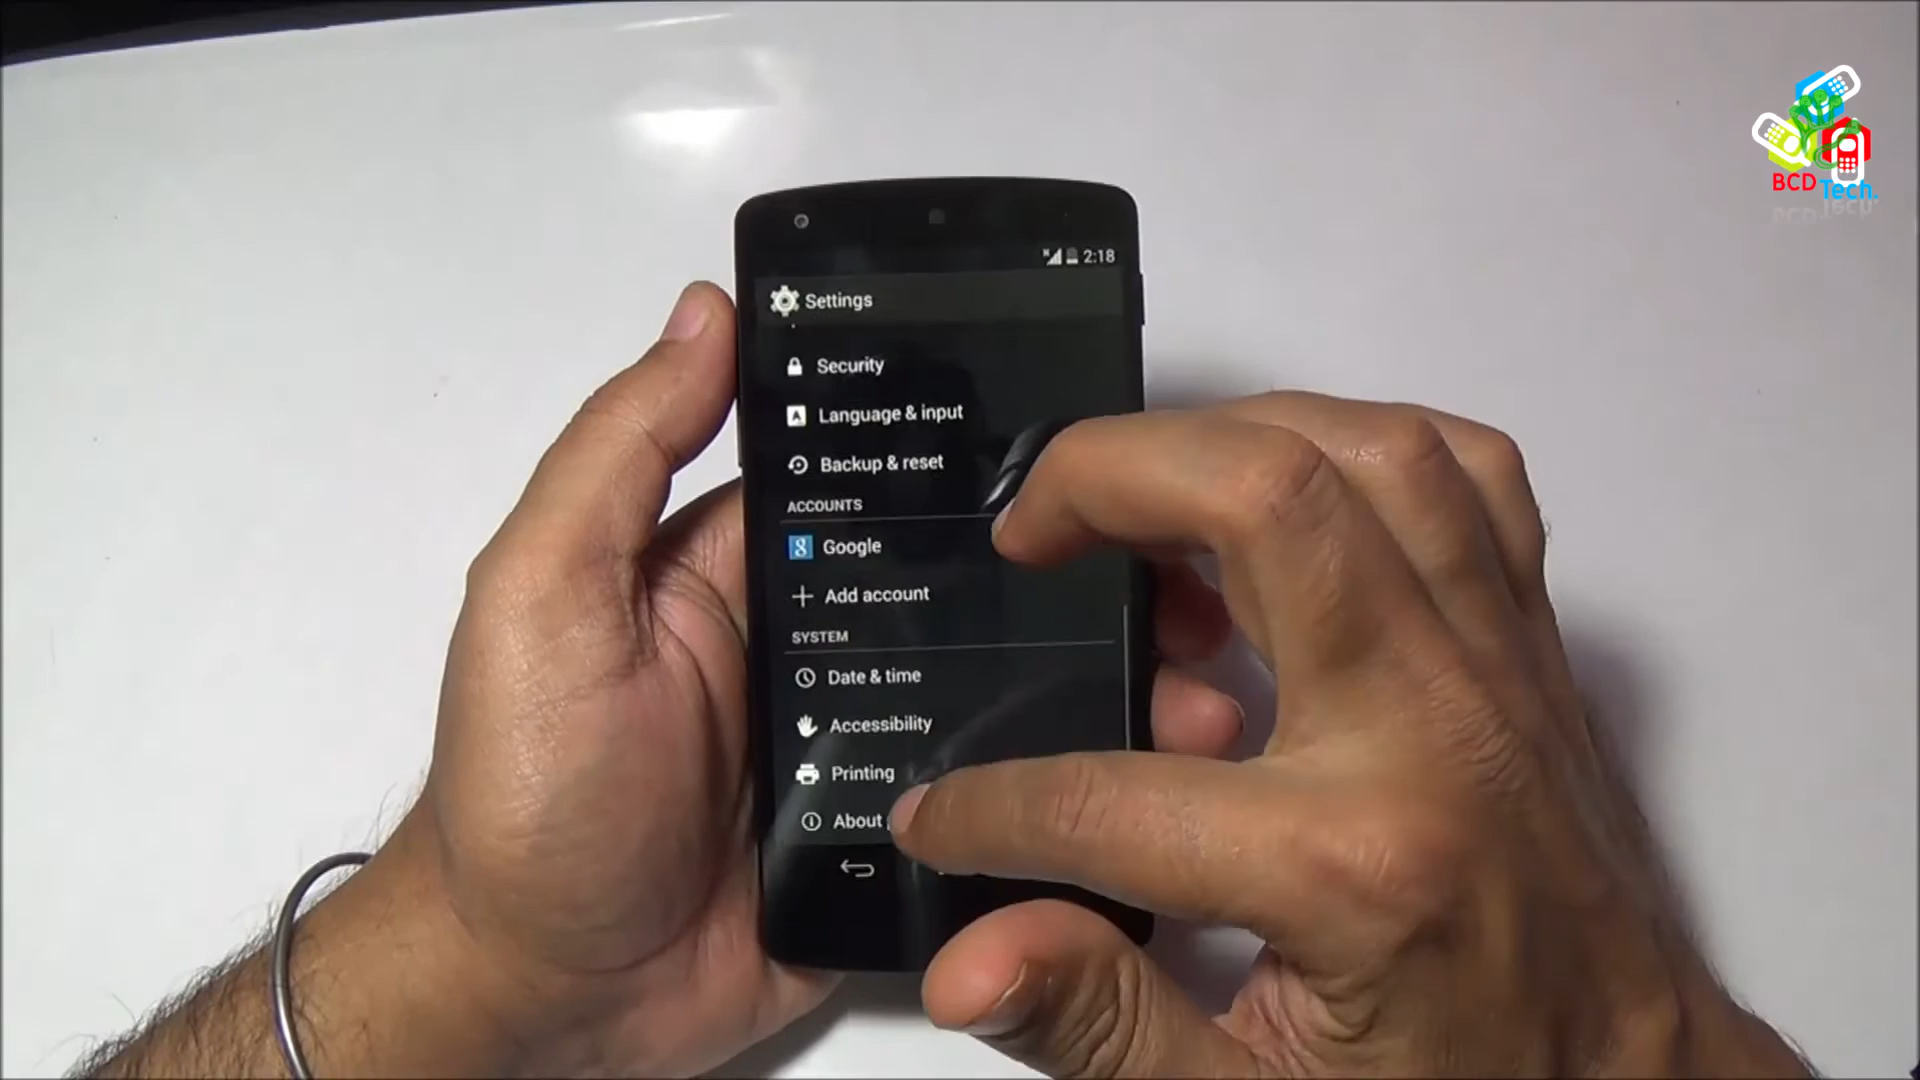 BCD Tech.
2:18
Settings
Security
Language & input
Backup & reset
ACCOUNTS
8 Google
Add account
SYSTEM
Date & time
Accessibility
Printing
About